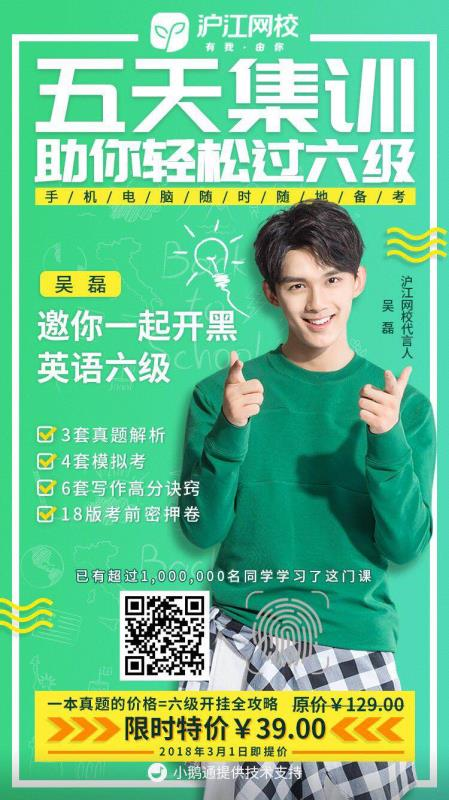 沪江网校
有我·由你
五天集训
助你轻松过六级
手/机/电/脑/随/时/随/地/备/考
吴磊
邀你一起开黑
英语六级
沪江网校代言人
吴磊
3套真题解析
4套模拟考
6套写作高分诀窍
18版考前密押卷
已有超过1,000,000名同学学习了这门课
一本真题的价格=六级开挂全攻略 原价￥129.00
限时特价￥39.00
2018年3月1日即提价
小鹅通提供技术支持